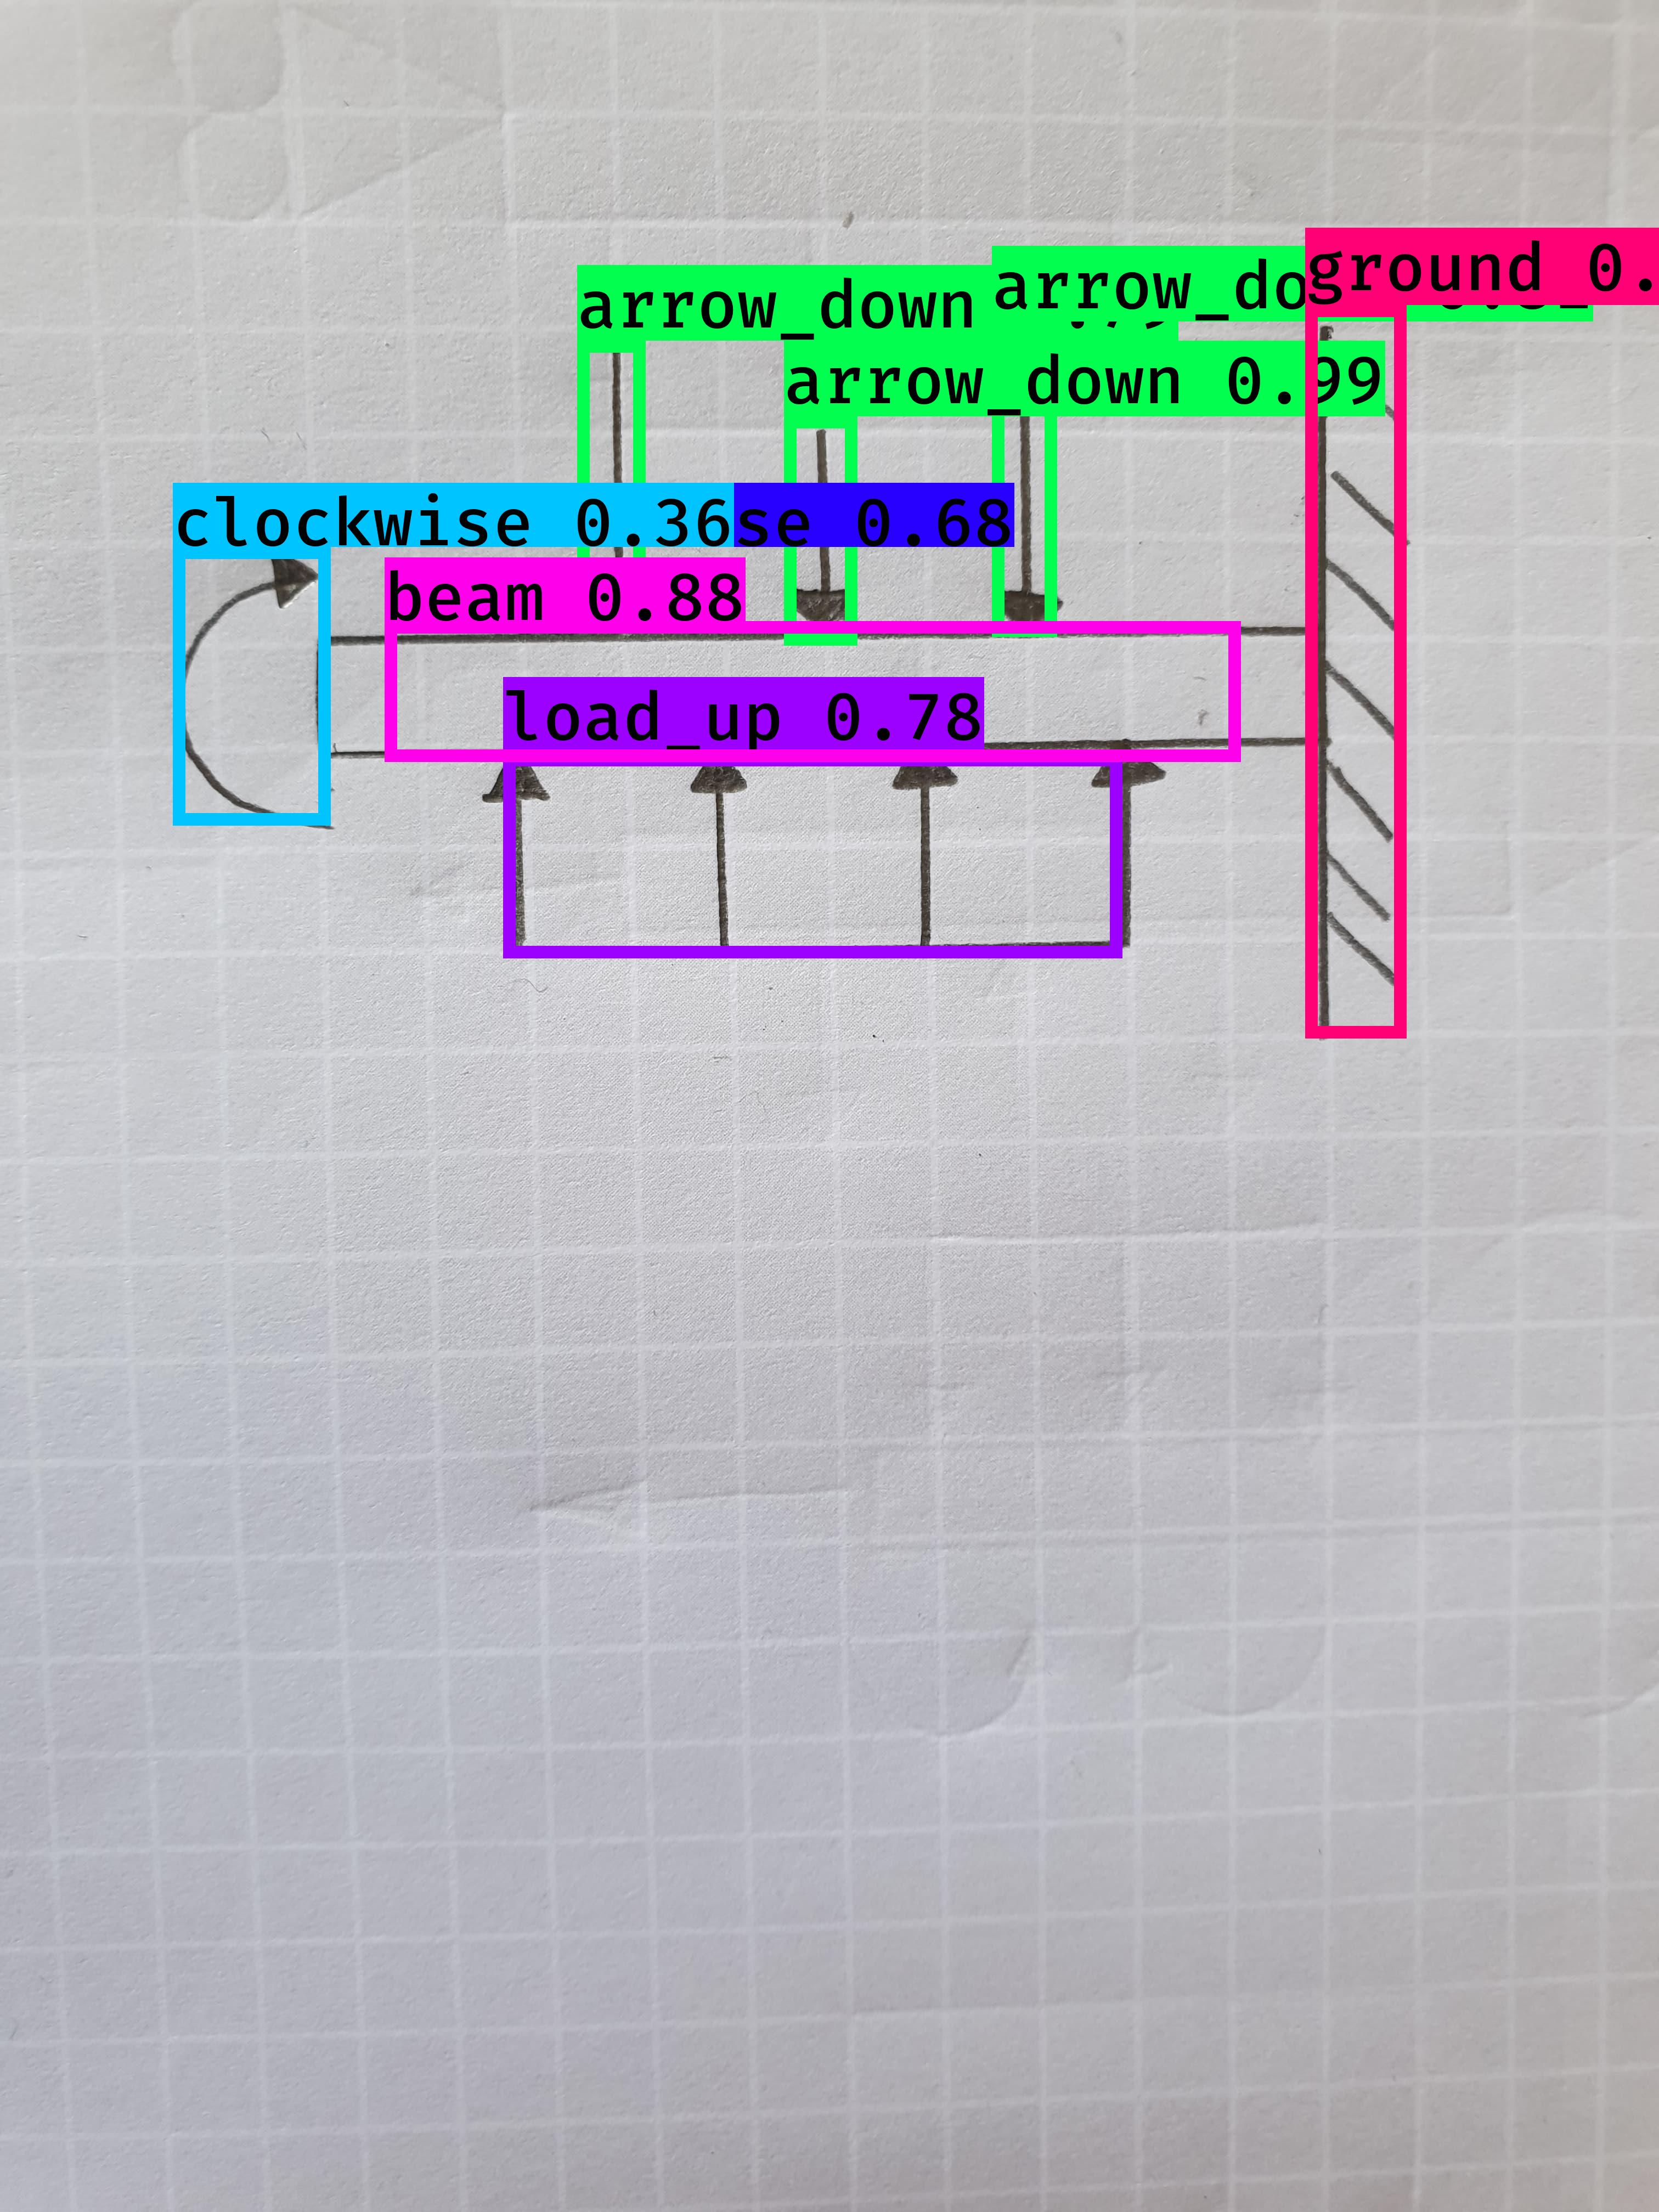 ground 0.
arrow_do
arrow_down
arrow_down 0.99
clockwise 0.36
se 0.68
beam 0.88
load_up 0.78